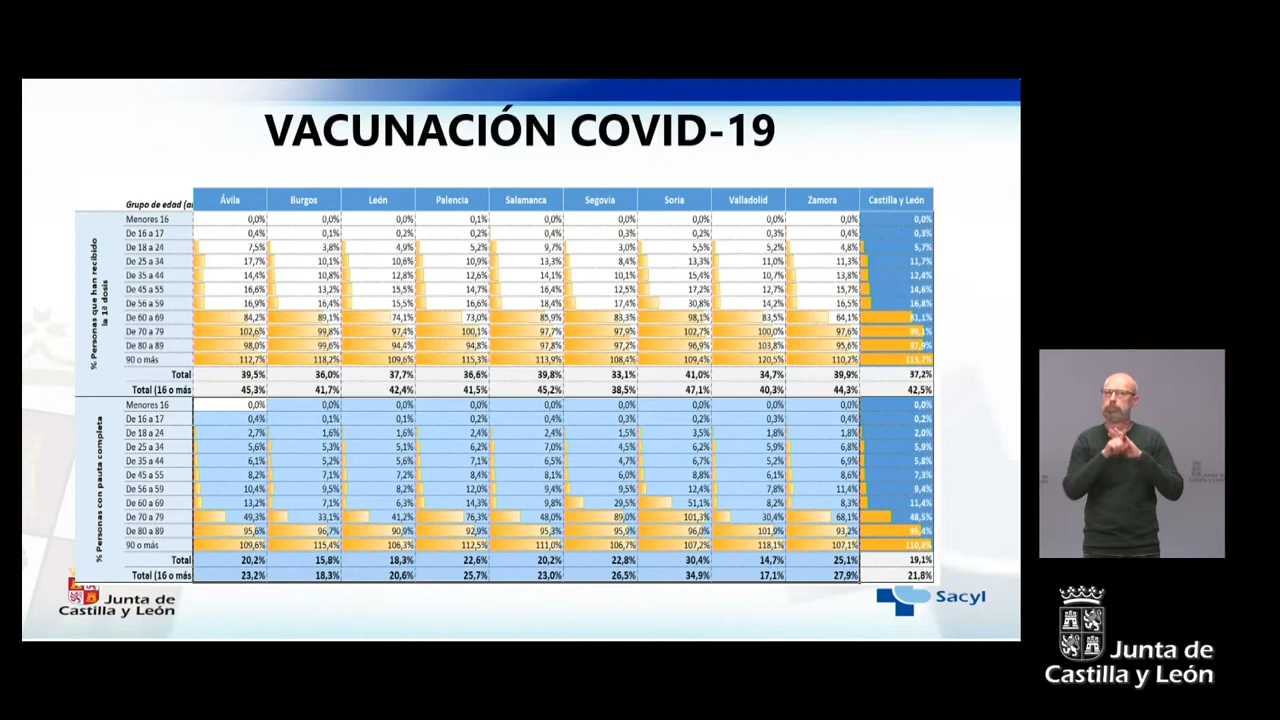 VACUNACIÓN COVID-19
Grupo de edad (ar Ávila Burgos León Palencia Salamanca Segovia Soria Valladolid Zamora Castilla y León
% Personas que han recibido
la 1ª dosis
Menores 16 0,0% 0,0% 0,0% 0,1% 0,0% 0,0% 0,0% 0,0% 0,0% 0,0%
De 16 a 17 0,4% 0,1% 0,2% 0,2% 0,4% 0,3% 0,2% 0,3% 0,4% 0,3%
De 18 a 24 7,5% 3,8% 4,9% 5,2% 9,7% 3,0% 5,5% 5,2% 4,8% 5,7%
De 25 a 34 17,7% 10,1% 10,6% 10,9% 13,3% 8,4% 13,3% 11,0% 11,3% 11,7%
De 35 a 44 14,4% 10,8% 12,8% 12,6% 14,1% 10,1% 15,4% 10,7% 13,8% 12,4%
De 45 a 55 16,6% 13,2% 15,5% 14,7% 16,4% 12,5% 17,2% 12,7% 15,7% 14,6%
De 56 a 59 16,9% 16,4% 15,5% 16,6% 18,4% 17,4% 30,8% 14,2% 16,5% 16,8%
De 60 a 69 84,2% 89,1% 74,1% 73,0% 85,9% 83,3% 98,1% 83,5% 64,1% 81,1%
De 70 a 79 102,6% 99,8% 97,4% 100,1% 97,7% 97,9% 102,7% 100,0% 97,6% 99,1%
De 80 a 89 98,0% 99,6% 94,4% 94,8% 97,8% 97,2% 96,9% 103,8% 95,6% 97,9%
90 o más 112,7% 118,2% 109,6% 115,3% 113,9% 108,4% 109,4% 120,5% 110,2% 113,7%
Total 39,5% 36,0% 37,7% 36,6% 39,8% 33,1% 41,0% 34,7% 39,9% 37,2%
Total (16 o más 45,3% 41,7% 42,4% 41,5% 45,2% 38,5% 47,1% 40,3% 44,3% 42,5%
% Personas con pauta completa
Menores 16 0,0% 0,0% 0,0% 0,0% 0,0% 0,0% 0,0% 0,0% 0,0% 0,0%
De 16 a 17 0,4% 0,1% 0,1% 0,2% 0,4% 0,3% 0,2% 0,3% 0,4% 0,2%
De 18 a 24 2,7% 1,6% 1,6% 2,4% 2,4% 1,5% 3,5% 1,8% 1,8% 2,0%
De 25 a 34 5,6% 5,3% 5,1% 6,2% 7,0% 4,5% 6,2% 5,9% 6,8% 5,9%
De 35 a 44 6,1% 5,2% 5,6% 7,1% 6,5% 4,7% 6,7% 5,2% 6,9% 5,8%
De 45 a 55 8,2% 7,1% 7,2% 8,4% 8,1% 6,0% 8,8% 6,1% 8,6% 7,3%
De 56 a 59 10,4% 9,5% 8,2% 12,0% 9,4% 9,5% 12,4% 7,8% 11,4% 9,4%
De 60 a 69 13,2% 7,1% 6,3% 14,3% 9,8% 29,5% 51,1% 8,2% 8,3% 11,4%
De 70 a 79 49,3% 33,1% 41,2% 76,3% 48,0% 89,0% 101,3% 30,4% 68,1% 48,5%
De 80 a 89 95,6% 96,7% 90,9% 92,9% 95,3% 95,9% 96,0% 101,9% 93,2% 95,4%
90 o más 109,6% 115,4% 106,3% 112,5% 111,0% 106,7% 107,2% 118,1% 107,1% 110,9%
Total 20,2% 15,8% 18,3% 22,6% 20,2% 22,8% 30,4% 14,7% 25,1% 19,1%
Total (16 o más 23,2% 18,3% 20,6% 25,7% 23,0% 26,5% 34,9% 17,1% 27,9% 21,8%
Junta de
Castilla y León
Sacyl
Junta de
Castilla y León